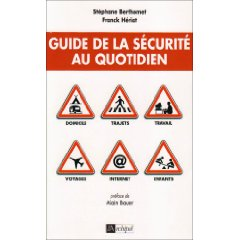 Stéphane Berthomet
Franck Hériot
GUIDE DE LA SÉCURITÉ
AU QUOTIDIEN
DOMICILE TRAJETS TRAVAIL
@
VOYAGES INTERNET ENFANTS
préface de
Alain Bauer
l'Archipel